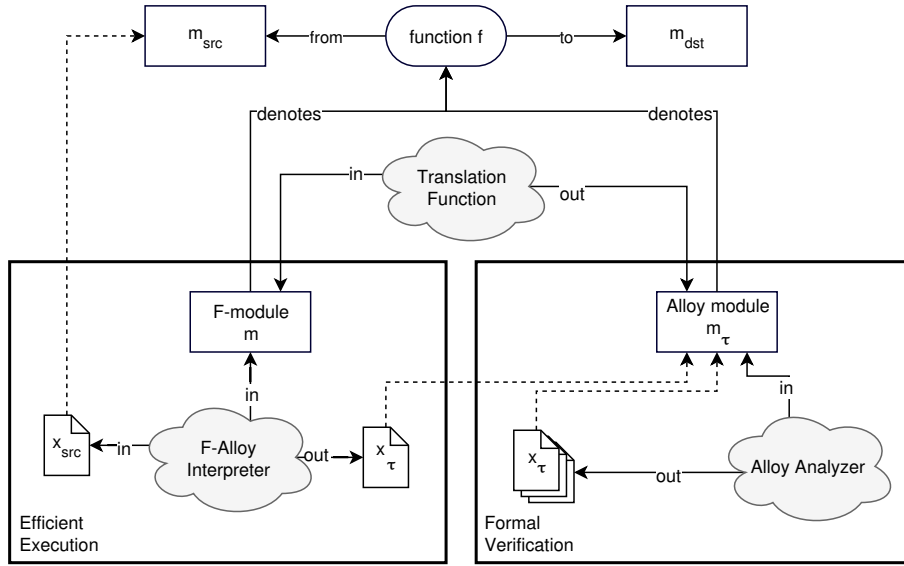 m_src
from
function f
to
m_dst
denotes
denotes
in
Translation
Function
out
F-module
m
Alloy module
m_τ
in
in
x_src
in
F-Alloy
Interpreter
out
x_τ
x_τ
out
Alloy Analyzer
Efficient
Execution
Formal
Verification